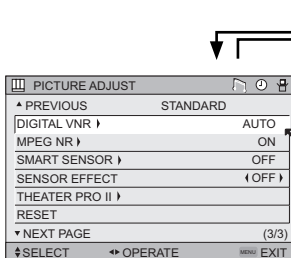 PICTURE ADJUST
PREVIOUS STANDARD
DIGITAL VNR AUTO
MPEG NR ON
SMART SENSOR OFF
SENSOR EFFECT OFF
THEATER PRO II
RESET
NEXT PAGE (3/3)
SELECT OPERATE MENU EXIT